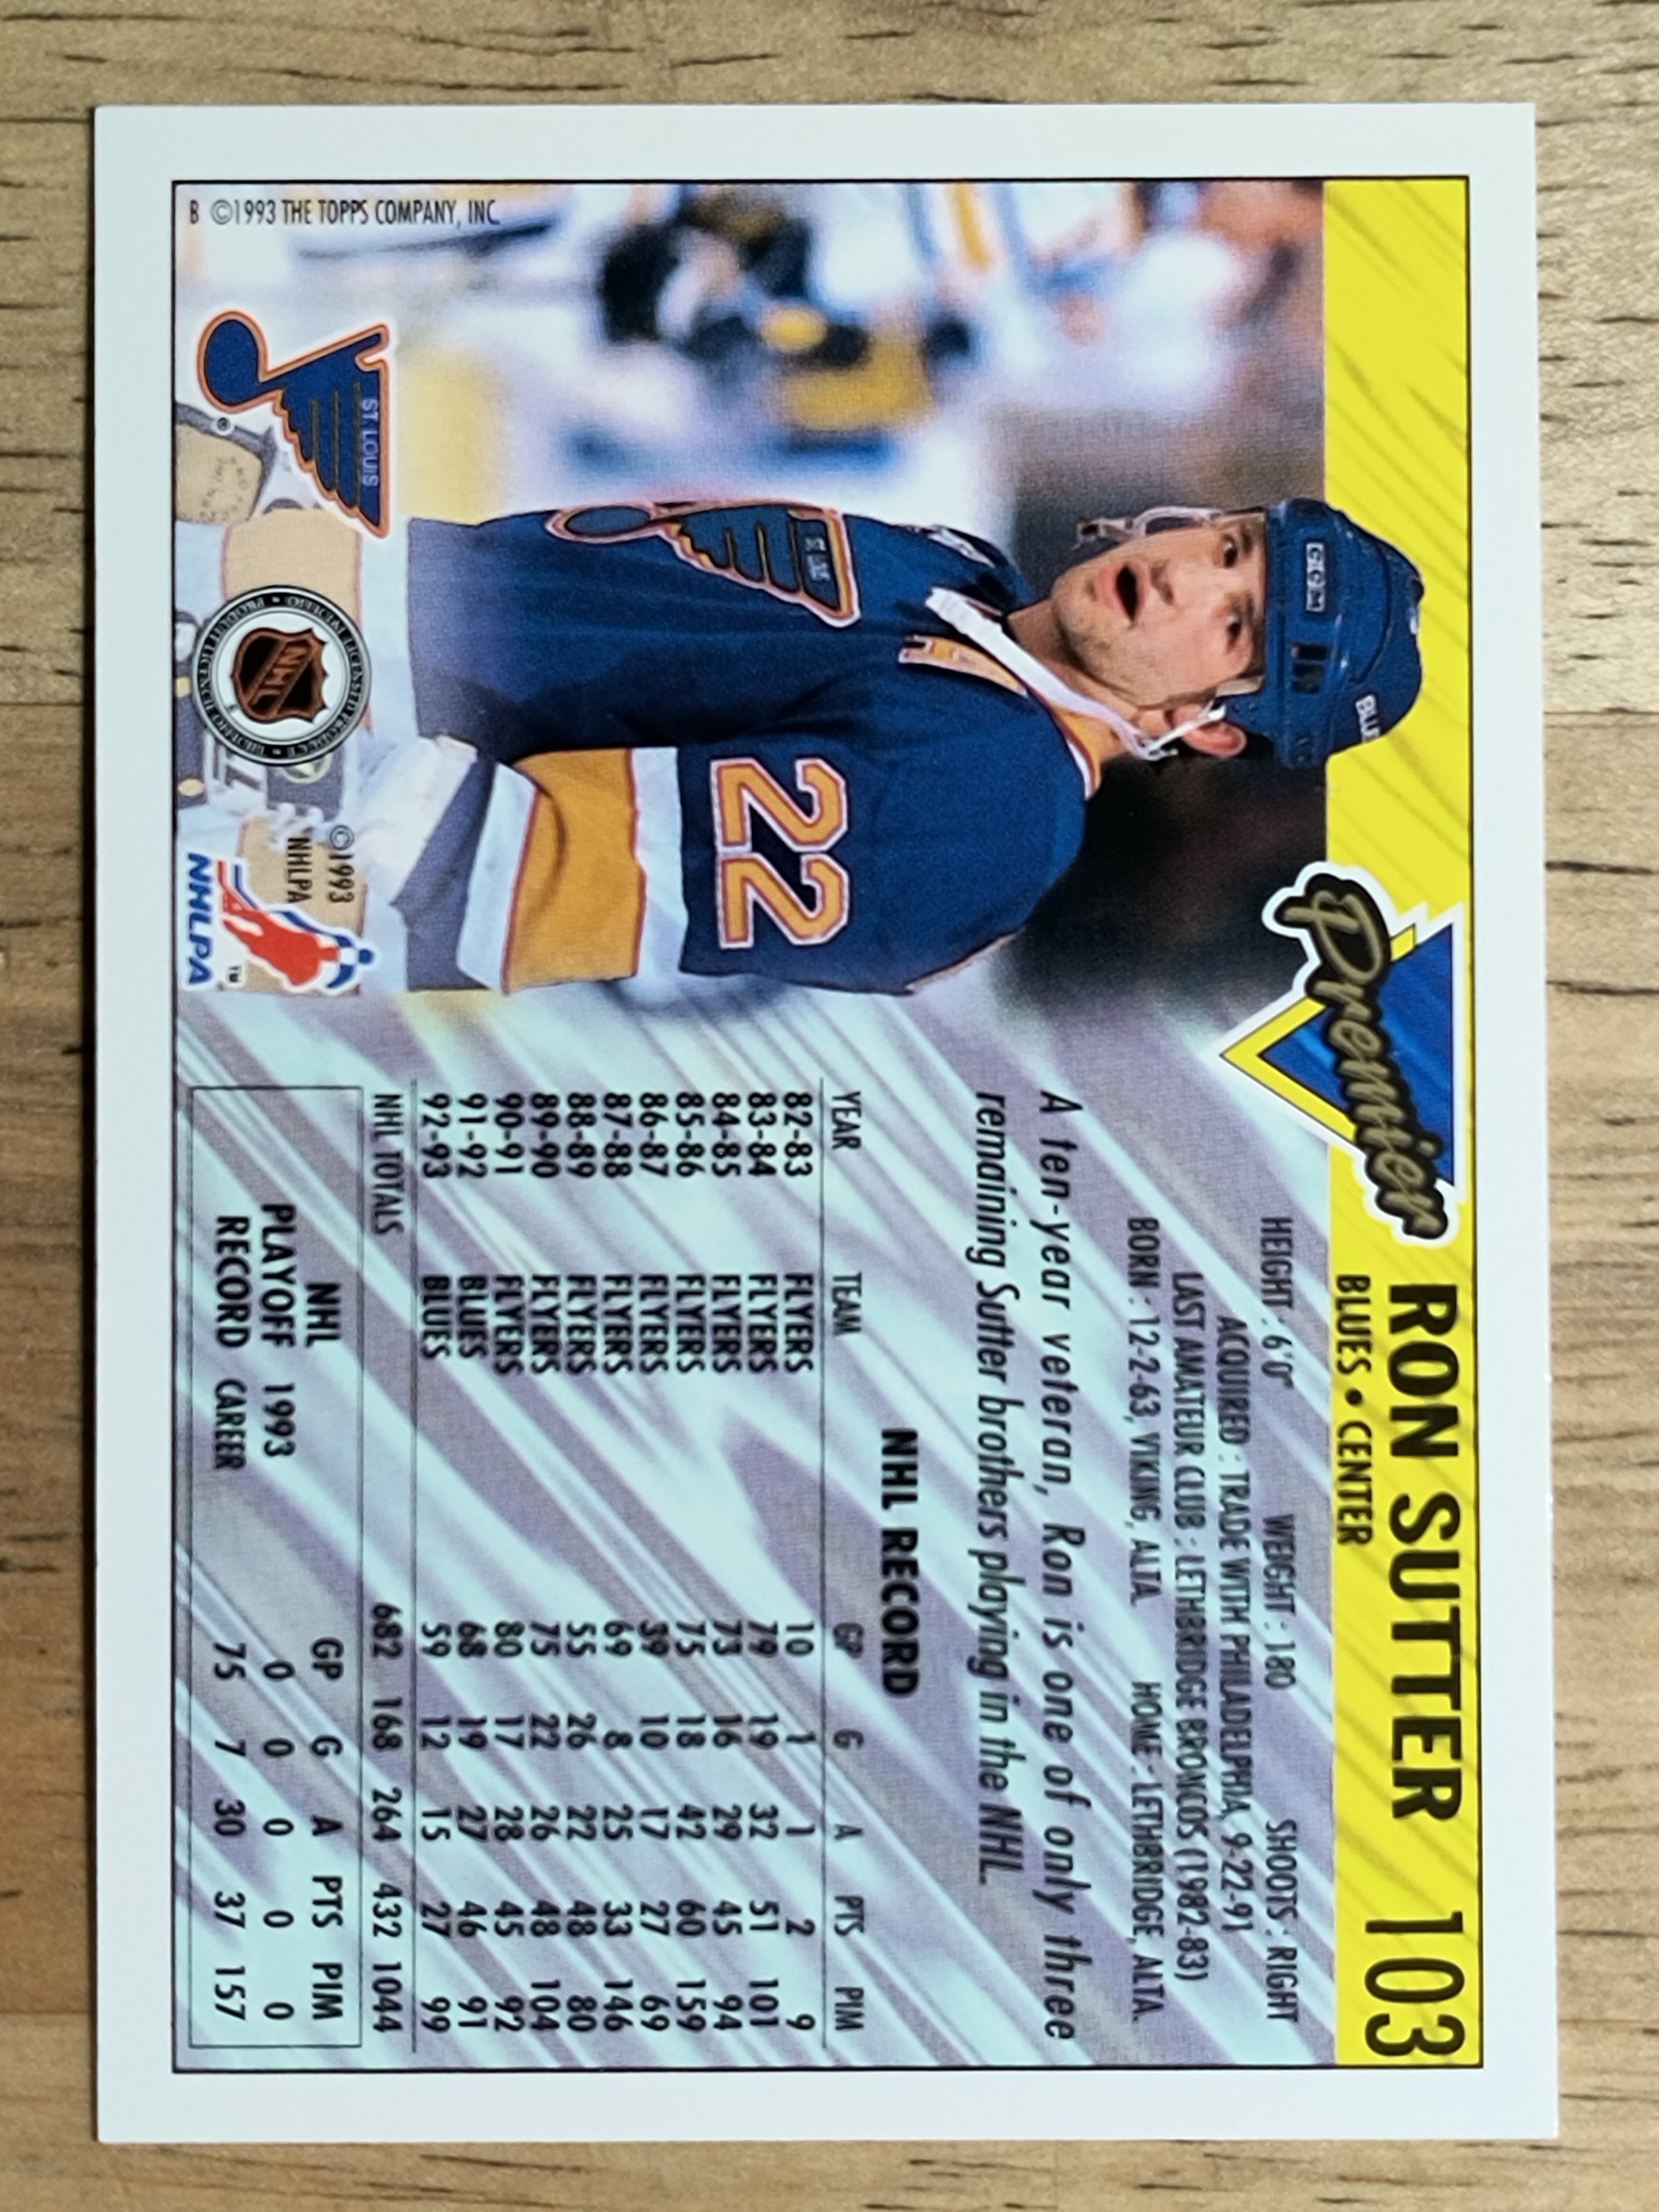 Premier
RON SUTTER 103
BLUES • CENTER
HEIGHT : 6'0" WEIGHT : 180 SHOOTS : RIGHT
ACQUIRED : TRADE WITH PHILADELPHIA, 9-22-91
LAST AMATEUR CLUB : LETHBRIDGE BRONCOS (1982-83)
BORN : 12-2-63, VIKING, ALTA. HOME : LETHBRIDGE, ALTA.
A ten-year veteran, Ron is one of only three
remaining Sutter brothers playing in the NHL.
NHL RECORD
YEAR TEAM GP G A PTS PIM
82-83 FLYERS 10 1 1 2 9
83-84 FLYERS 79 19 32 51 101
84-85 FLYERS 73 16 29 45 94
85-86 FLYERS 75 18 42 60 159
86-87 FLYERS 39 10 17 27 69
87-88 FLYERS 69 8 25 33 146
88-89 FLYERS 55 26 22 48 80
89-90 FLYERS 75 22 26 48 104
90-91 FLYERS 80 17 28 45 92
91-92 BLUES 68 19 27 46 91
92-93 BLUES 59 12 15 27 99
NHL TOTALS 682 168 264 432 1044
NHL GP G A PTS PIM
PLAYOFF 1993 0 0 0 0 0
RECORD CAREER 75 7 30 37 157
CCM
BLUE
22
ST. LOUIS
ST. LOUIS
®
NHL
©1993
NHLPA
NHLPA
TM
B ©1993 THE TOPPS COMPANY, INC.